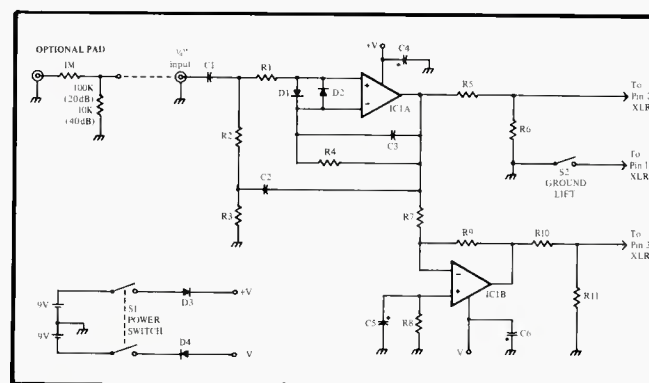 OPTIONAL PAD
1M
100K
(20dB)
10K
(40dB)
¼"
input
C1
R1
R2
R3
C2
D1
D2
+V
C4
IC1A
C3
R4
R5
R6
To
Pin 2
XLR
To
Pin 1
XLR
S2
GROUND
LIFT
R7
R9
R10
To
Pin 3
XLR
IC1B
R11
C5
R8
V
C6
9V
9V
S1
POWER
SWITCH
D3
+V
D4
V